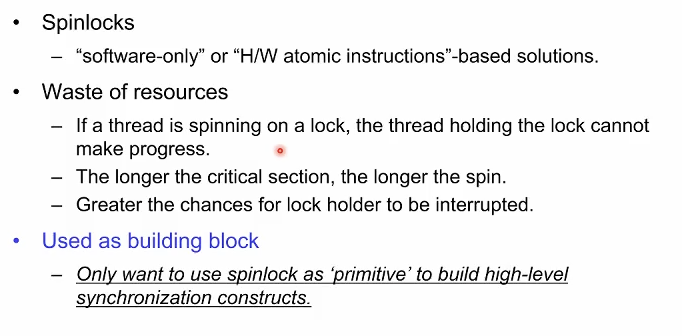 • Spinlocks
– “software-only” or “H/W atomic instructions”-based solutions.
• Waste of resources
– If a thread is spinning on a lock, the thread holding the lock cannot
make progress.
– The longer the critical section, the longer the spin.
– Greater the chances for lock holder to be interrupted.
• Used as building block
– Only want to use spinlock as ‘primitive’ to build high-level
synchronization constructs.